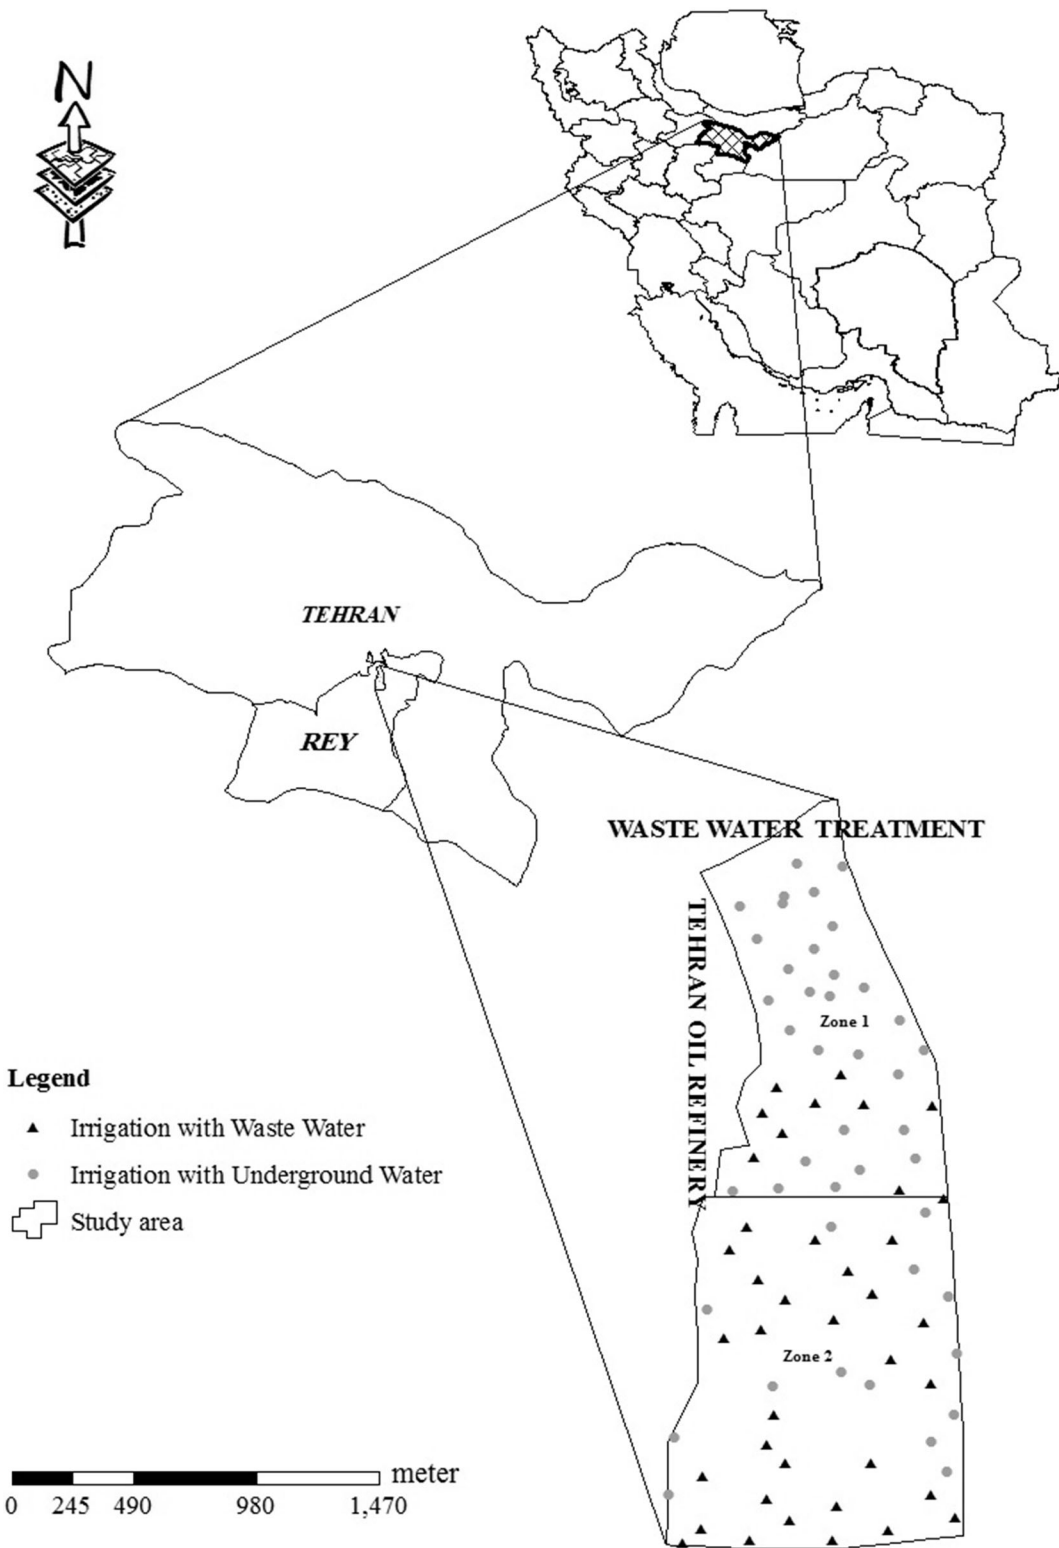 N
TEHRAN
REY
WASTE WATER TREATMENT
TEHRAN OIL REFINERY
Zone 1
Zone 2
Legend
Irrigation with Waste Water
Irrigation with Underground Water
Study area
meter
0 245 490 980 1,470